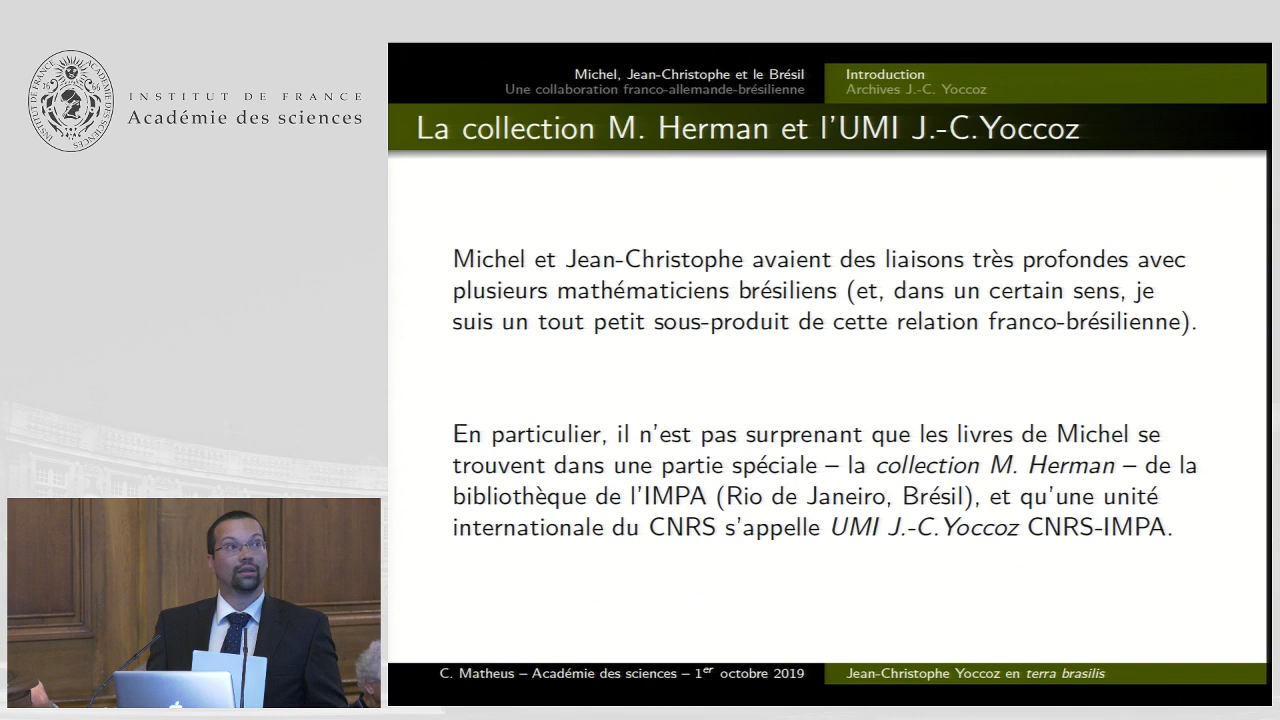 INSTITUT DE FRANCE
Académie des sciences
Michel, Jean-Christophe et le Brésil
Une collaboration franco-allemande-brésilienne
Introduction
Archives J.-C. Yoccoz
La collection M. Herman et l'UMI J.-C.Yoccoz
Michel et Jean-Christophe avaient des liaisons très profondes avec
plusieurs mathématiciens brésiliens (et, dans un certain sens, je
suis un tout petit sous-produit de cette relation franco-brésilienne).
En particulier, il n'est pas surprenant que les livres de Michel se
trouvent dans une partie spéciale – la collection M. Herman – de la
bibliothèque de l'IMPA (Rio de Janeiro, Brésil), et qu'une unité
internationale du CNRS s'appelle UMI J.-C.Yoccoz CNRS-IMPA.
C. Matheus – Académie des sciences – 1er octobre 2019
Jean-Christophe Yoccoz en terra brasilis